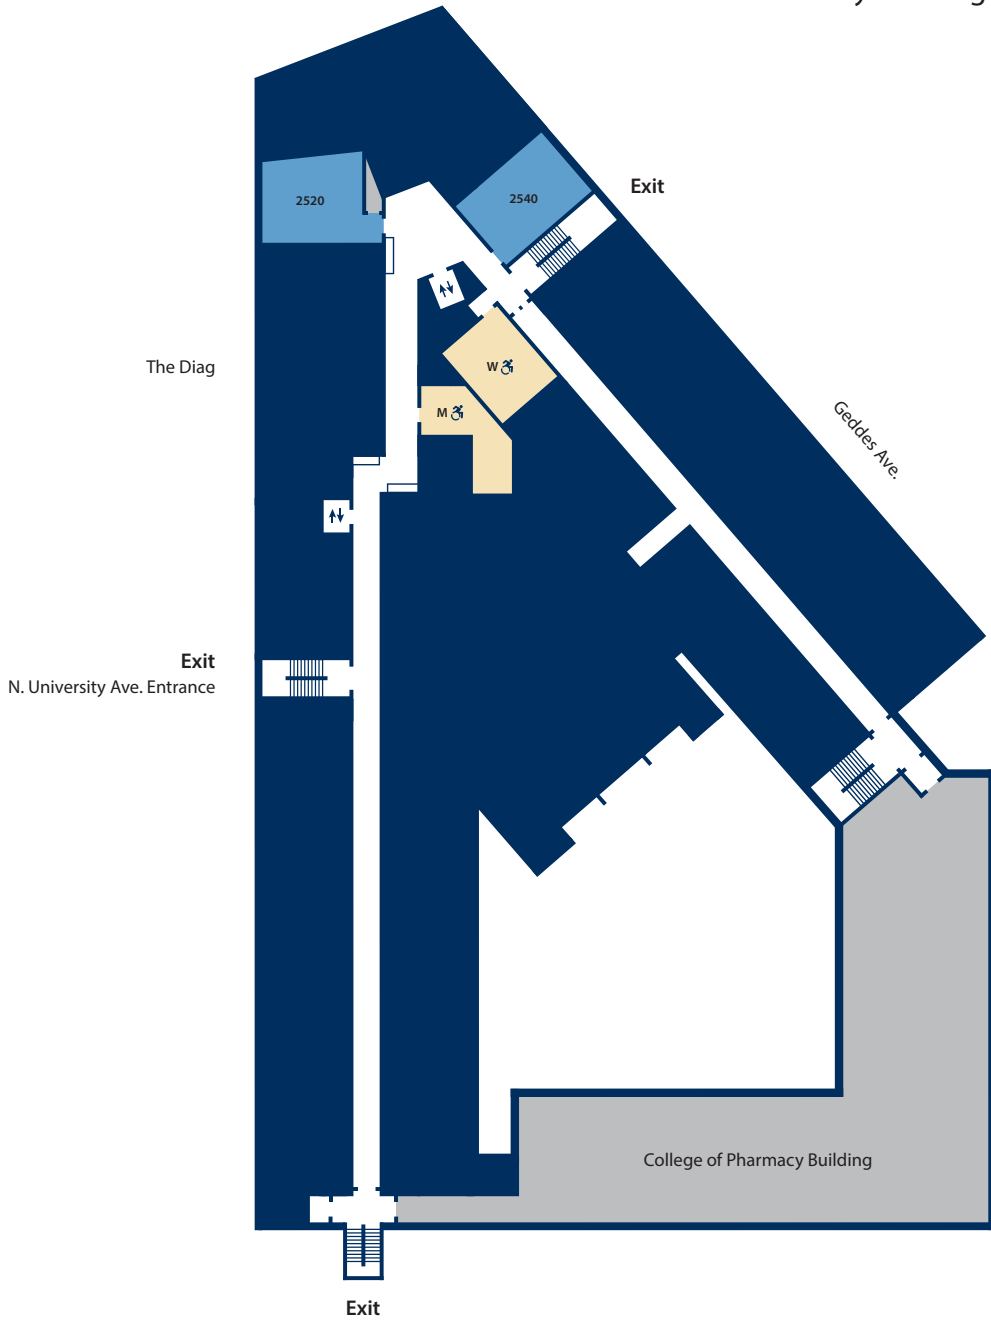 Exit
2520
2540
The Diag
W
M
Geddes Ave.
Exit
N. University Ave. Entrance
College of Pharmacy Building
Exit